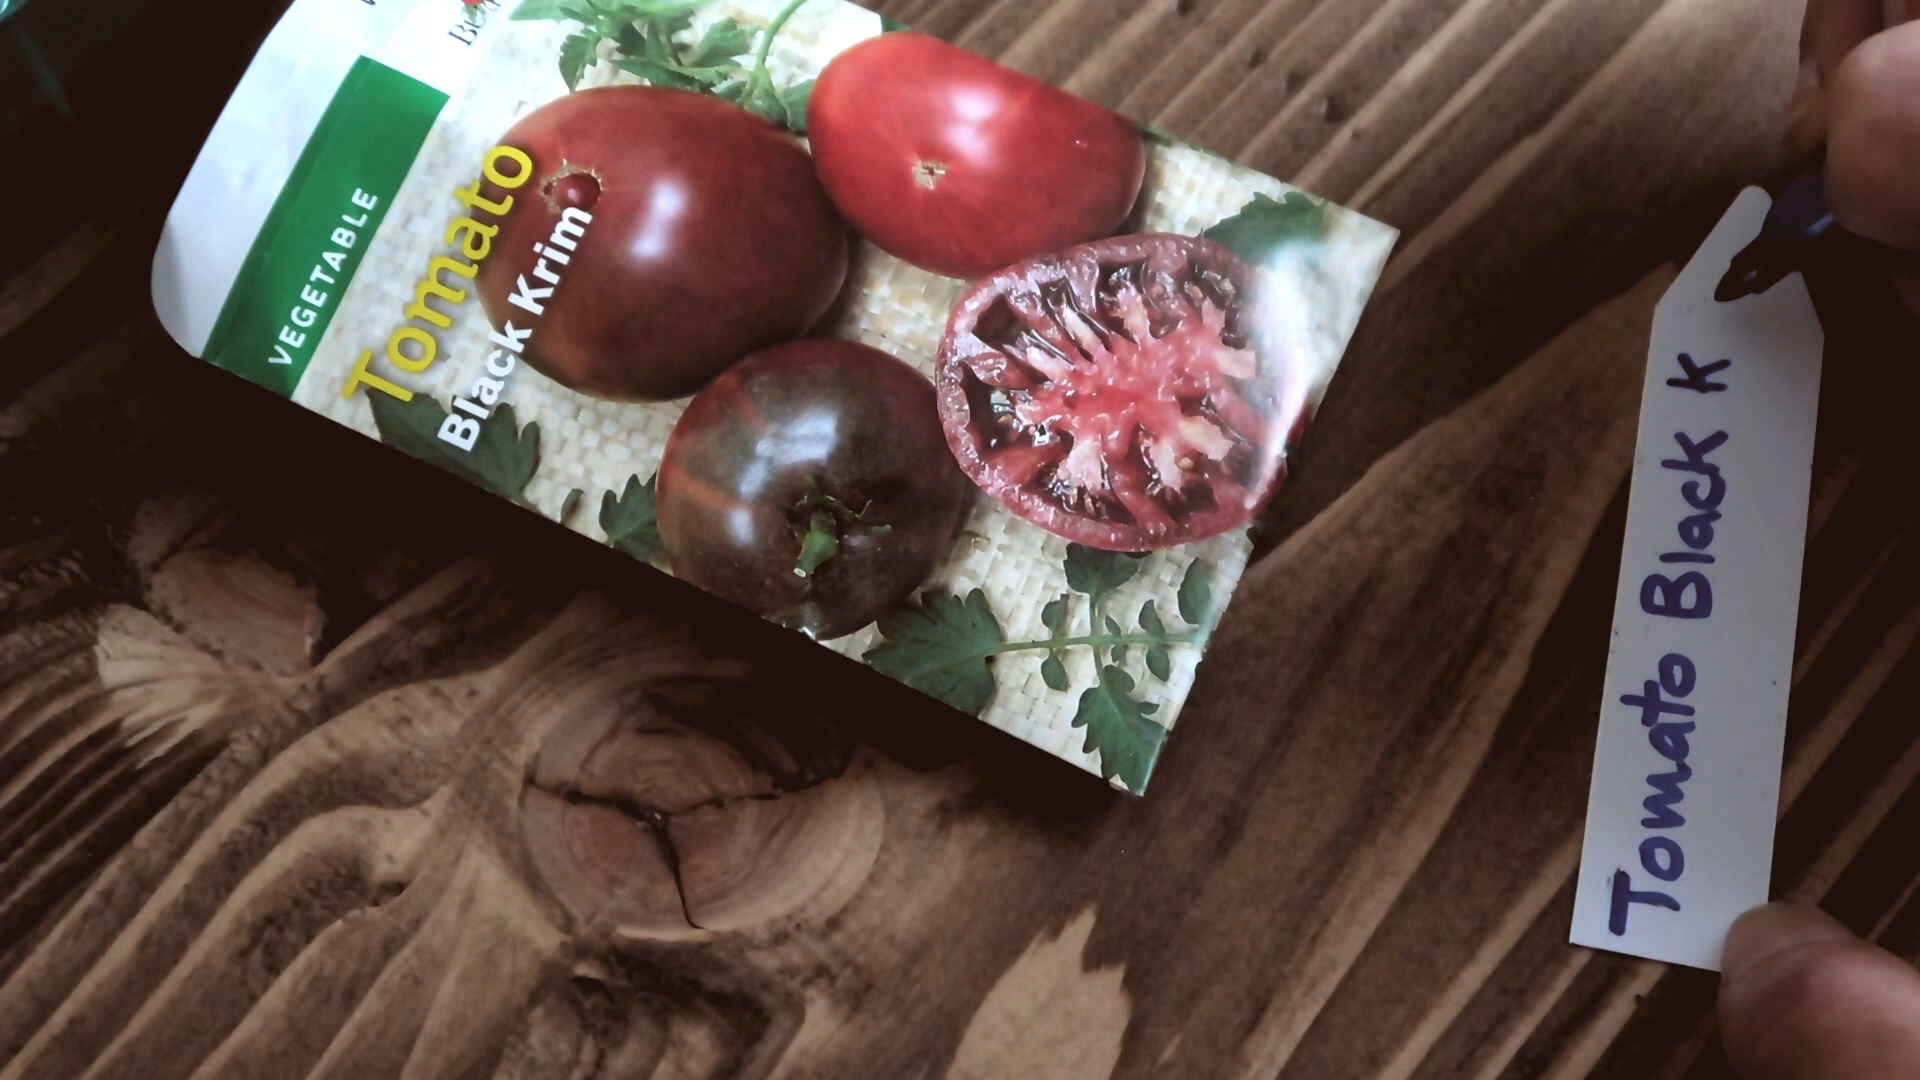 VEGETABLE
Tomato
Black Krim
Tomato Black K